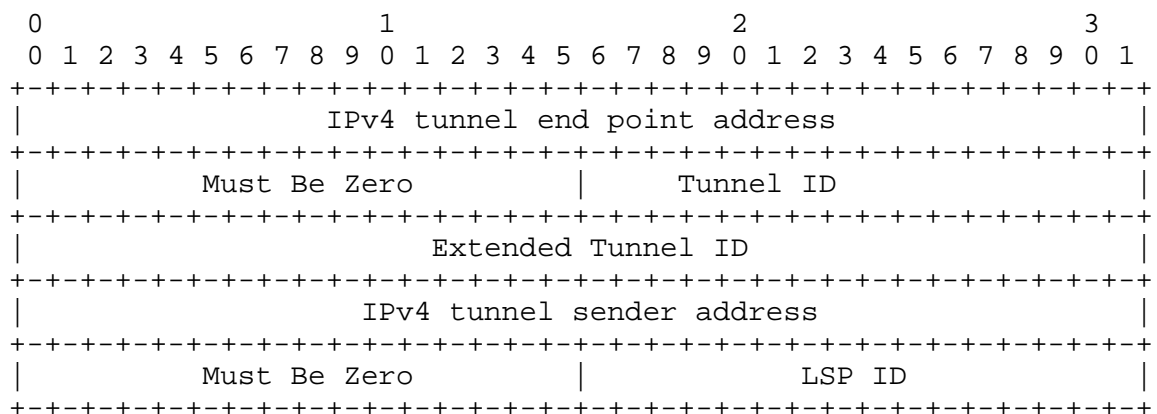 0                   1                   2                   3
 0 1 2 3 4 5 6 7 8 9 0 1 2 3 4 5 6 7 8 9 0 1 2 3 4 5 6 7 8 9 0 1
+-+-+-+-+-+-+-+-+-+-+-+-+-+-+-+-+-+-+-+-+-+-+-+-+-+-+-+-+-+-+-+-+
|                 IPv4 tunnel end point address                 |
+-+-+-+-+-+-+-+-+-+-+-+-+-+-+-+-+-+-+-+-+-+-+-+-+-+-+-+-+-+-+-+-+
|          Must Be Zero         |     Tunnel ID                 |
+-+-+-+-+-+-+-+-+-+-+-+-+-+-+-+-+-+-+-+-+-+-+-+-+-+-+-+-+-+-+-+-+
|                       Extended Tunnel ID                      |
+-+-+-+-+-+-+-+-+-+-+-+-+-+-+-+-+-+-+-+-+-+-+-+-+-+-+-+-+-+-+-+-+
|                   IPv4 tunnel sender address                  |
+-+-+-+-+-+-+-+-+-+-+-+-+-+-+-+-+-+-+-+-+-+-+-+-+-+-+-+-+-+-+-+-+
|          Must Be Zero         |            LSP ID             |
+-+-+-+-+-+-+-+-+-+-+-+-+-+-+-+-+-+-+-+-+-+-+-+-+-+-+-+-+-+-+-+-+